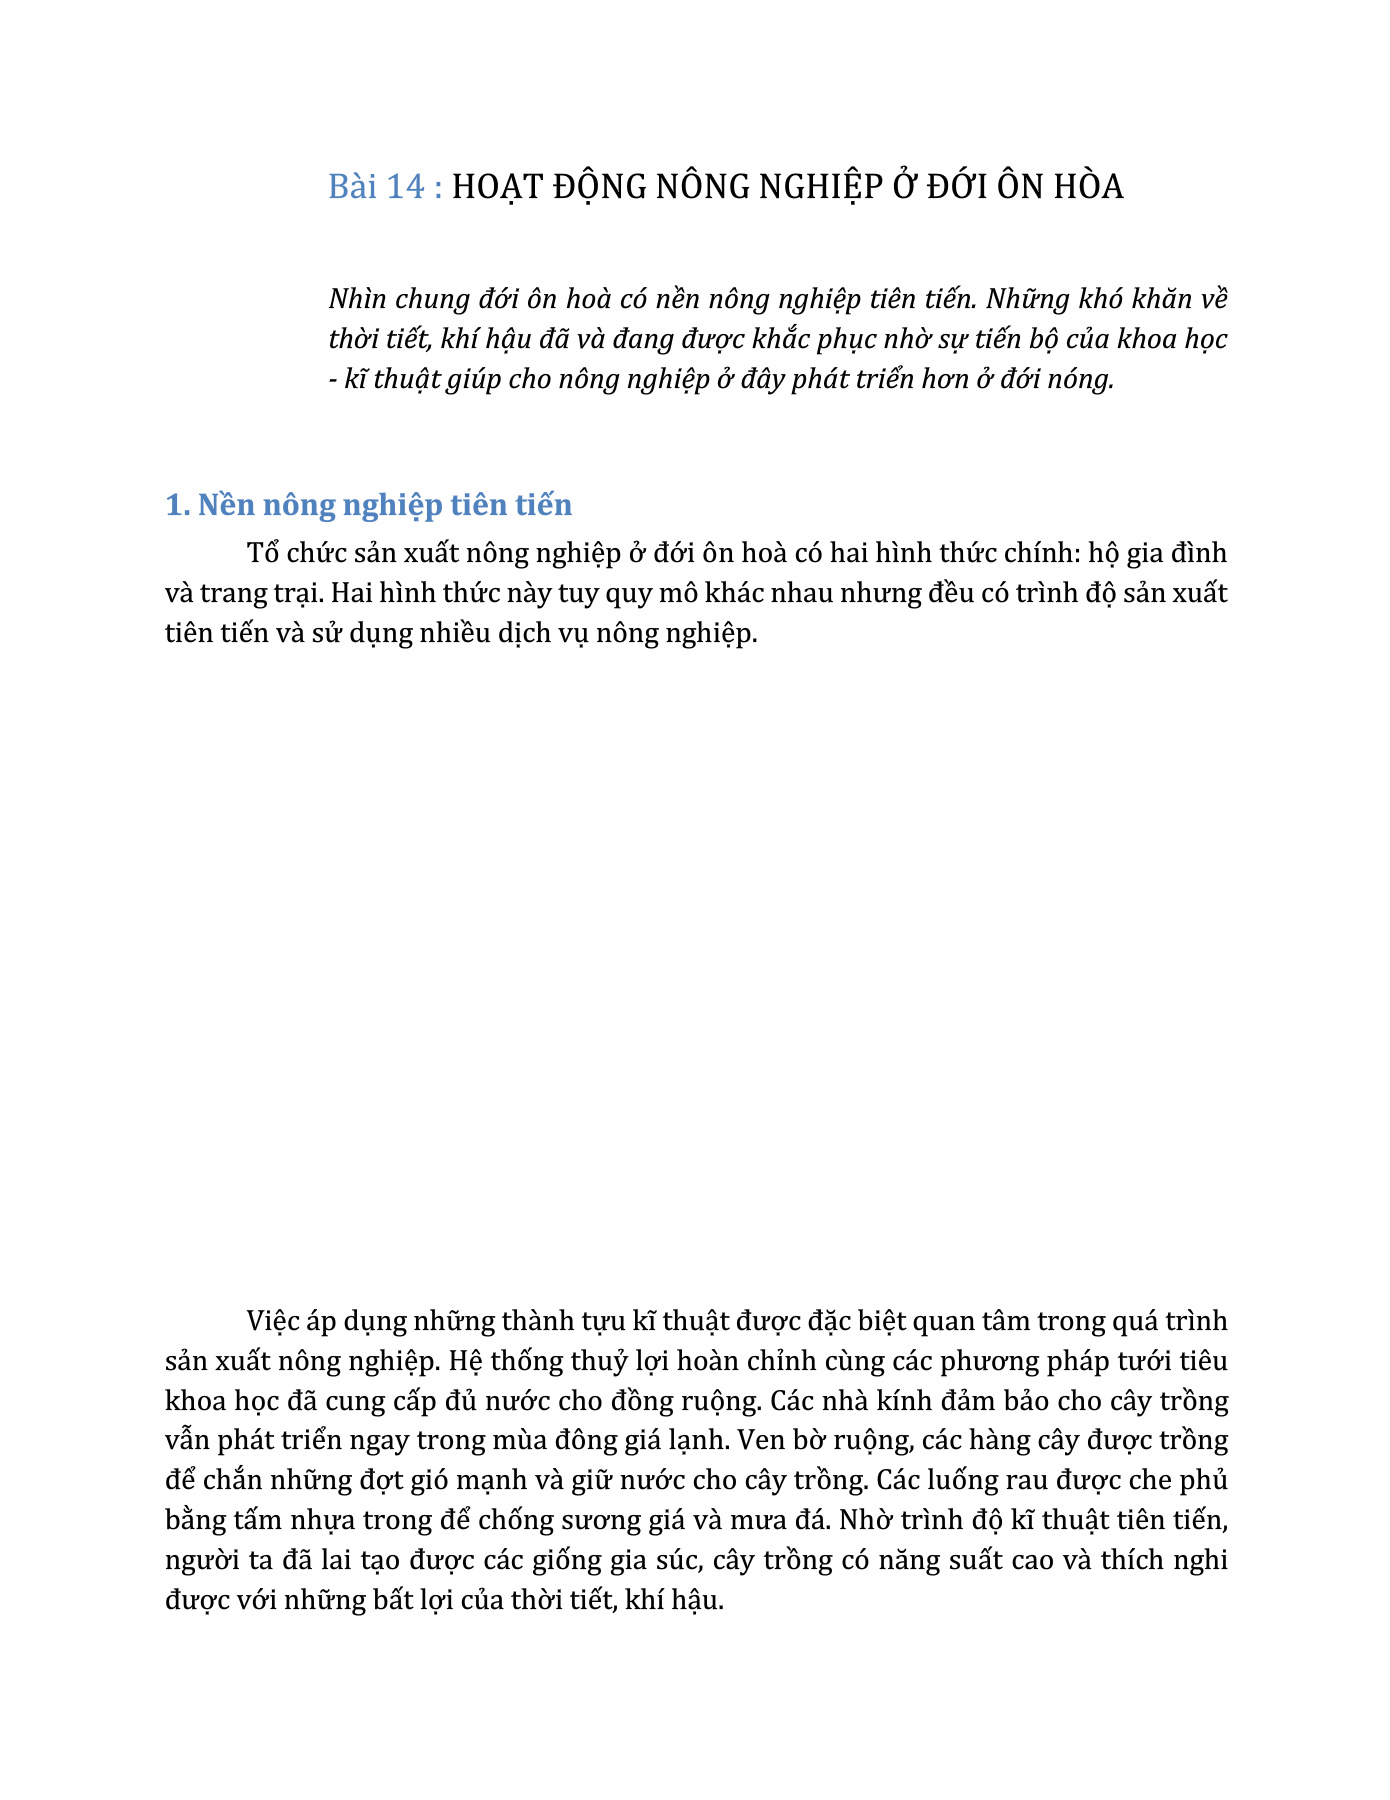 Bài 14 : HOẠT ĐỘNG NÔNG NGHIỆP Ở ĐỚI ÔN HÒA
Nhìn chung đới ôn hoà có nền nông nghiệp tiên tiến. Những khó khăn về
thời tiết, khí hậu đã và đang được khắc phục nhờ sự tiến bộ của khoa học
- kĩ thuật giúp cho nông nghiệp ở đây phát triển hơn ở đới nóng.
1. Nền nông nghiệp tiên tiến
Tổ chức sản xuất nông nghiệp ở đới ôn hoà có hai hình thức chính: hộ gia đình
và trang trại. Hai hình thức này tuy quy mô khác nhau nhưng đều có trình độ sản xuất
tiên tiến và sử dụng nhiều dịch vụ nông nghiệp.
Việc áp dụng những thành tựu kĩ thuật được đặc biệt quan tâm trong quá trình
sản xuất nông nghiệp. Hệ thống thuỷ lợi hoàn chỉnh cùng các phương pháp tưới tiêu
khoa học đã cung cấp đủ nước cho đồng ruộng. Các nhà kính đảm bảo cho cây trồng
vẫn phát triển ngay trong mùa đông giá lạnh. Ven bờ ruộng, các hàng cây được trồng
để chắn những đợt gió mạnh và giữ nước cho cây trồng. Các luống rau được che phủ
bằng tấm nhựa trong để chống sương giá và mưa đá. Nhờ trình độ kĩ thuật tiên tiến,
người ta đã lai tạo được các giống gia súc, cây trồng có năng suất cao và thích nghi
được với những bất lợi của thời tiết, khí hậu.